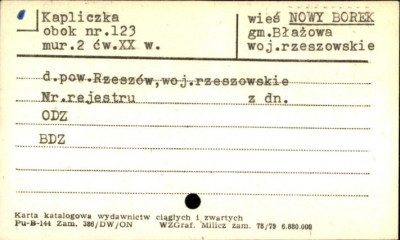 Kapliczka
obok nr.123
mur.2 ćw.XX w.
wieś NOWY BOREK
gm.Błażowa
woj.rzeszowskie
d.pow.Rzeszów,woj.rzeszowskie
Nr.rejestru z dn.
ODZ
BDZ
Karta katalogowa wydawnictw ciągłych i zwartych
Pu-B-144 Zam. 386/DW/ON WZGraf. Milicz zam. 78/79 6.880.000